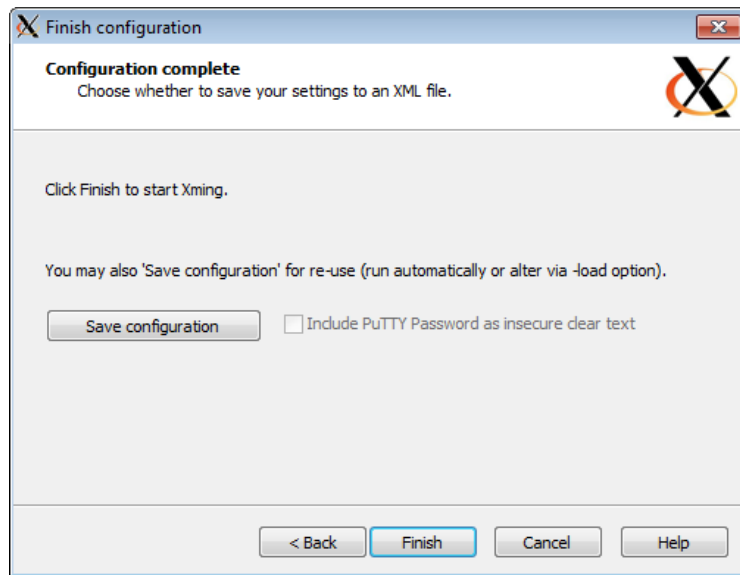 Finish configuration
Configuration complete
Choose whether to save your settings to an XML file.
Click Finish to start Xming.
You may also 'Save configuration' for re-use (run automatically or alter via -load option).
Save configuration
Include PuTTY Password as insecure clear text
< Back
Finish
Cancel
Help